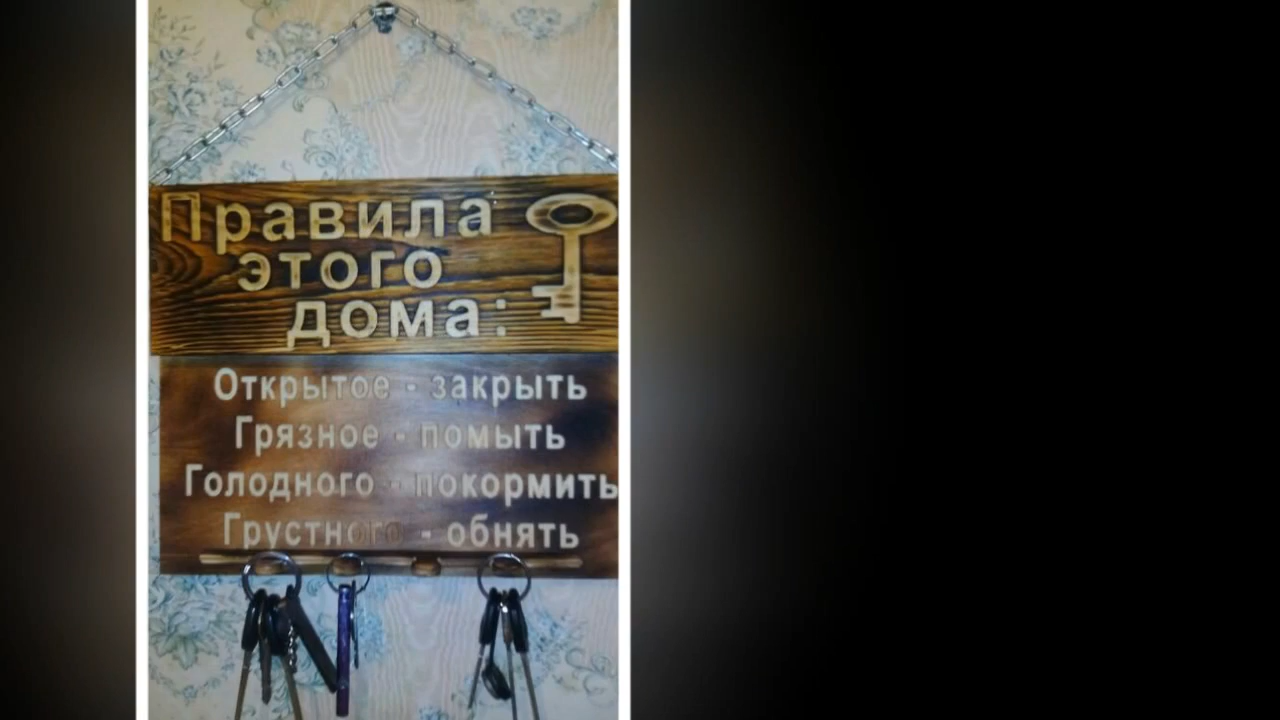 Правила
этого
дома:
Открытое - закрыть
Грязное - помыть
Голодного - покормить
Грустного - обнять